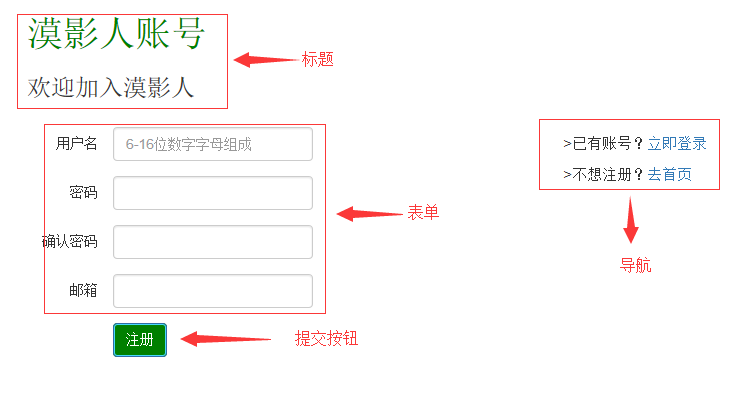 漠影人账号
标题
欢迎加入漠影人
用户名
6-16位数字字母组成
密码
确认密码
邮箱
表单
注册
提交按钮
>已有账号？立即登录
>不想注册？去首页
导航